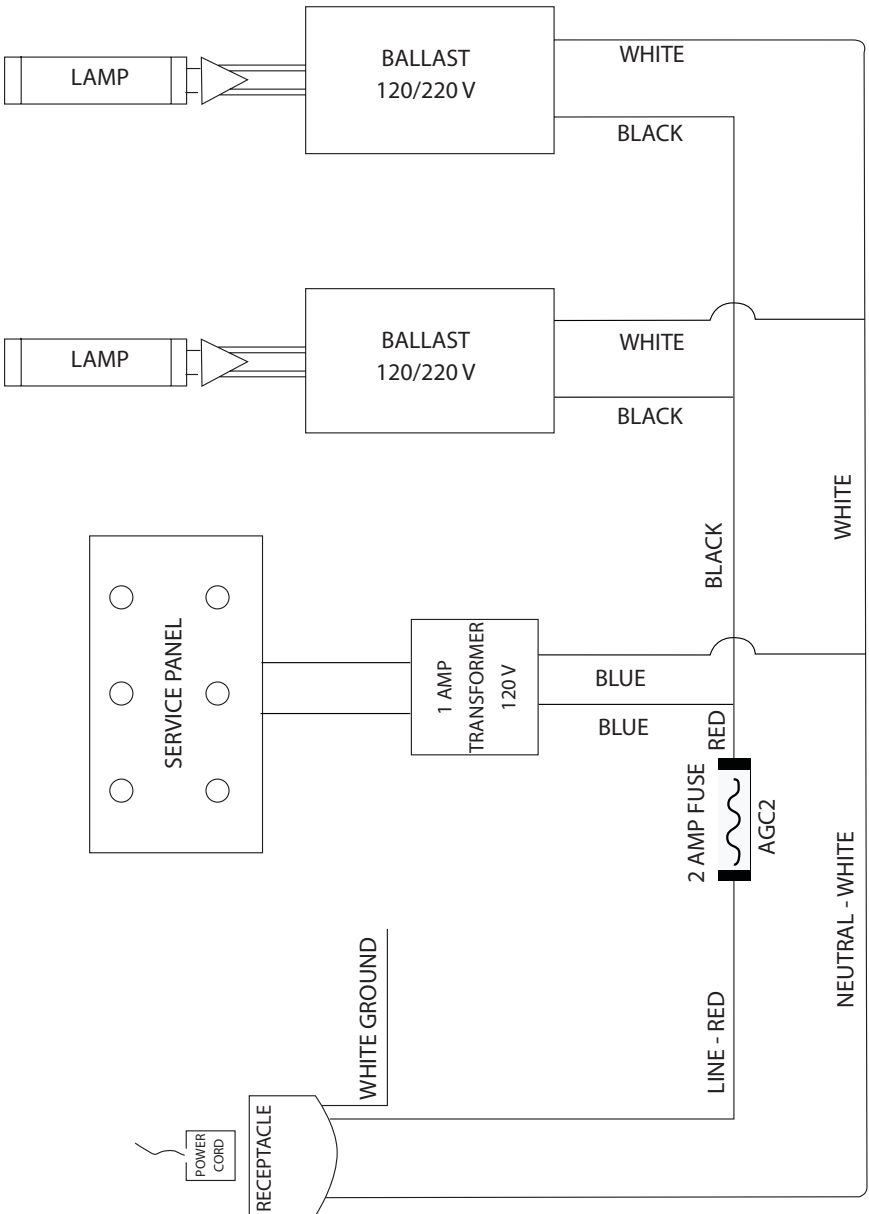 LAMP
BALLAST
120/220 V
WHITE
BLACK
LAMP
BALLAST
120/220 V
WHITE
BLACK
WHITE
BLACK
SERVICE PANEL
1 AMP
TRANSFORMER
120 V
BLUE
BLUE
RED
2 AMP FUSE
AGC2
NEUTRAL - WHITE
LINE - RED
WHITE GROUND
RECEPTACLE
POWER
CORD